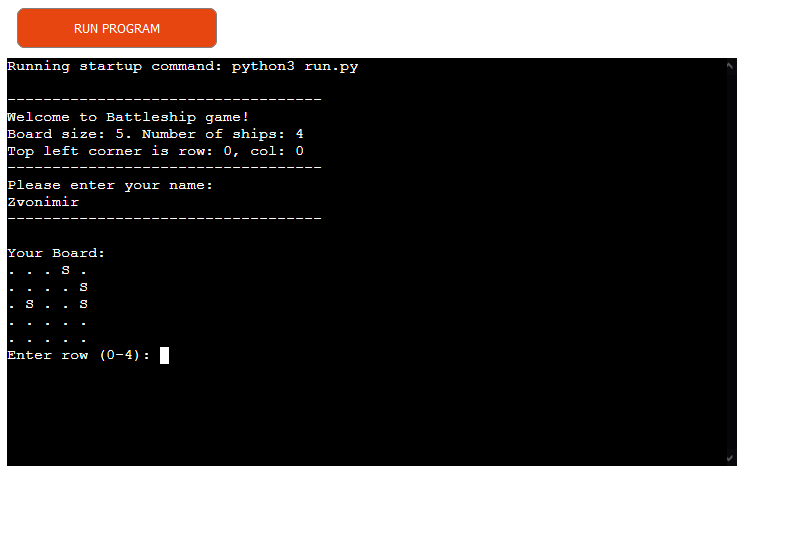 RUN PROGRAM
Running startup command: python3 run.py
-----------------------------------
Welcome to Battleship game!
Board size: 5. Number of ships: 4
Top left corner is row: 0, col: 0
-----------------------------------
Please enter your name:
Zvonimir
-----------------------------------
Your Board:
. . . S .
. . . . S
. S . . S
. . . . .
. . . . .
Enter row (0-4):